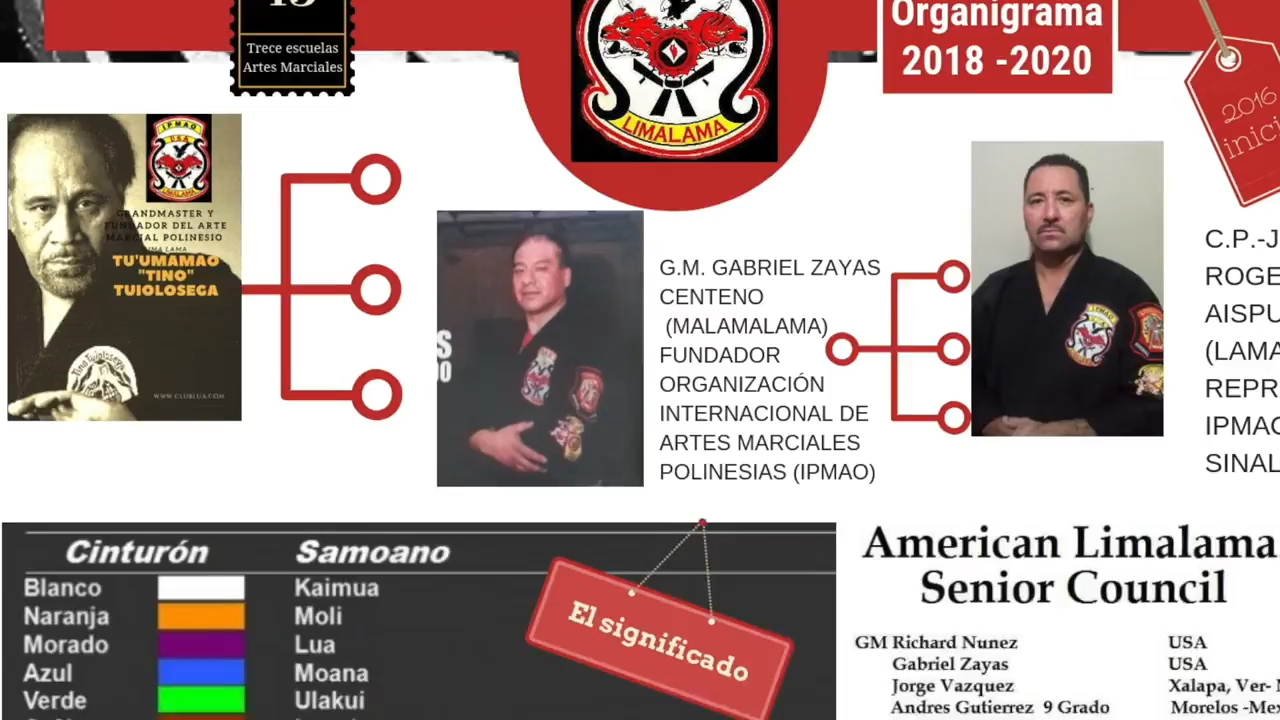 Trece escuelas
Artes Marciales
LIMALAMA
Organigrama
2018 -2020
2016
inici
IPMAO
USA
LIMALAMA
GRANDMASTER Y
FUNDADOR DEL ARTE
MARCIAL POLINESIO
LIMA LAMA
TU'UMAMAO
"TINO"
TUIOLOSEGA
WWW.CLUBLUA.COM
G.M. GABRIEL ZAYAS
CENTENO
(MALAMALAMA)
FUNDADOR
ORGANIZACIÓN
INTERNACIONAL DE
ARTES MARCIALES
POLINESIAS (IPMAO)
C.P.-J
ROGE
AISPU
(LAMA
REPR
IPMAO
SINAL
Cinturón Samoano
Blanco Kaimua
Naranja Moli
Morado Lua
Azul Moana
Verde Ulakui
El significado
American Limalama
Senior Council
GM Richard Nunez USA
Gabriel Zayas USA
Jorge Vazquez Xalapa, Ver-
Andres Gutierrez 9 Grado Morelos -Mex